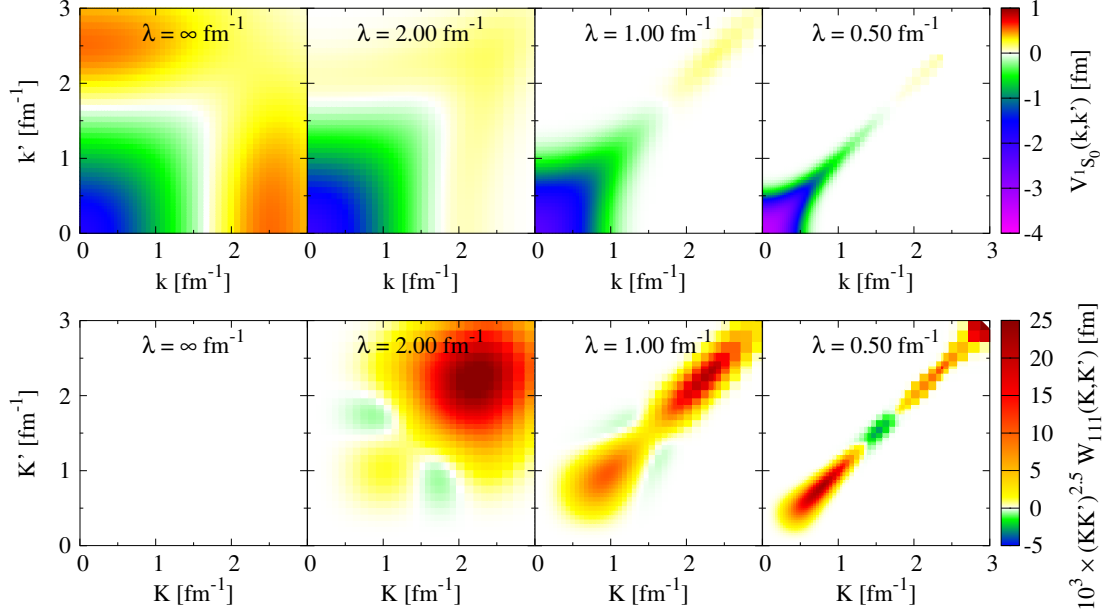 3
2
1
0
k' [fm⁻¹]
λ = ∞ fm⁻¹
λ = 2.00 fm⁻¹
λ = 1.00 fm⁻¹
λ = 0.50 fm⁻¹
0 1 2
0 1 2
0 1 2
0 1 2 3
k [fm⁻¹]
k [fm⁻¹]
k [fm⁻¹]
k [fm⁻¹]
1
0
-1
-2
-3
-4
V¹S₀(k,k') [fm]
3
2
1
0
K' [fm⁻¹]
λ = ∞ fm⁻¹
λ = 2.00 fm⁻¹
λ = 1.00 fm⁻¹
λ = 0.50 fm⁻¹
0 1 2
0 1 2
0 1 2
0 1 2 3
K [fm⁻¹]
K [fm⁻¹]
K [fm⁻¹]
K [fm⁻¹]
25
20
15
10
5
0
-5
10³ × (KK')²·⁵ W₁₁₁(K,K') [fm]